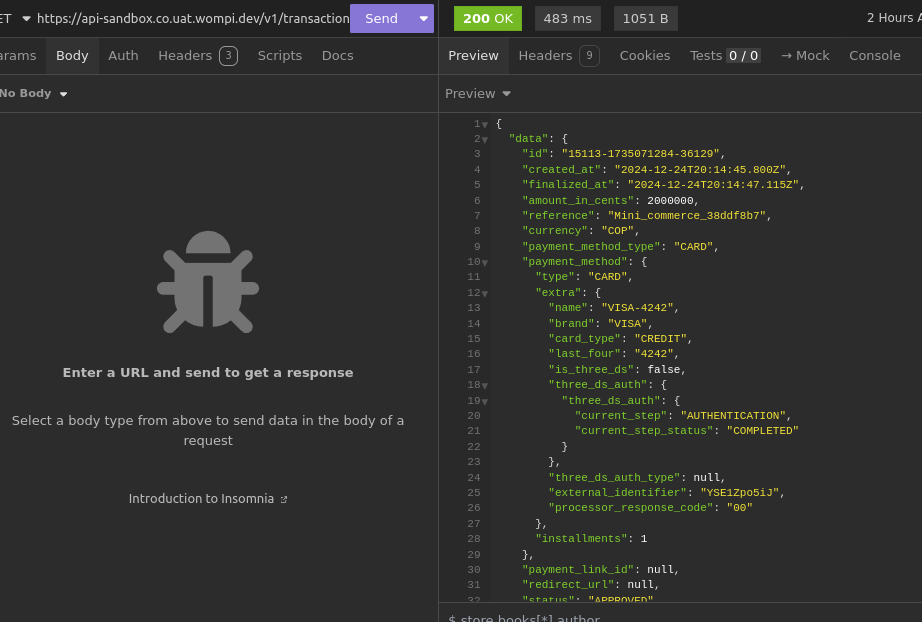 ET https://api-sandbox.co.uat.wompi.dev/v1/transaction Send
arams Body Auth Headers 3 Scripts Docs
No Body
Enter a URL and send to get a response
Select a body type from above to send data in the body of a
request
Introduction to Insomnia
200 OK 483 ms 1051 B 2 Hours A
Preview Headers 9 Cookies Tests 0 / 0 → Mock Console
Preview
1 {
2 "data": {
3 "id": "15113-1735071284-36129",
4 "created_at": "2024-12-24T20:14:45.800Z",
5 "finalized_at": "2024-12-24T20:14:47.115Z",
6 "amount_in_cents": 2000000,
7 "reference": "Mini_commerce_38ddf8b7",
8 "currency": "COP",
9 "payment_method_type": "CARD",
10 "payment_method": {
11 "type": "CARD",
12 "extra": {
13 "name": "VISA-4242",
14 "brand": "VISA",
15 "card_type": "CREDIT",
16 "last_four": "4242",
17 "is_three_ds": false,
18 "three_ds_auth": {
19 "three_ds_auth": {
20 "current_step": "AUTHENTICATION",
21 "current_step_status": "COMPLETED"
22 }
23 },
24 "three_ds_auth_type": null,
25 "external_identifier": "YSE1Zpo5iJ",
26 "processor_response_code": "00"
27 },
28 "installments": 1
29 },
30 "payment_link_id": null,
31 "redirect_url": null,
32 "status": "APPROVED"
$.store.books[*].author